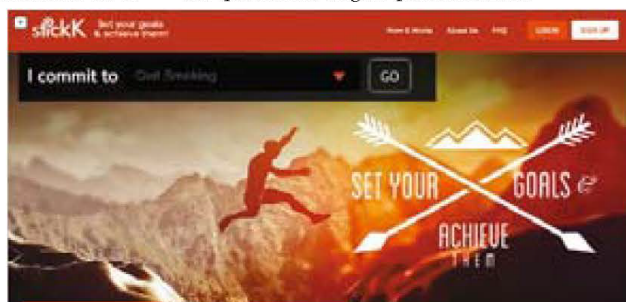 stickK Set your goals
& achieve them!
How It Works About Us FAQ LOGIN SIGN UP
I commit to Quit Smoking GO
SET YOUR GOALS &
ACHIEVE
THEM